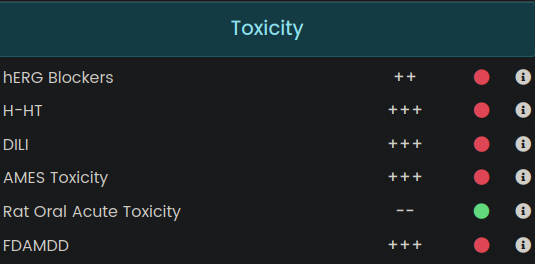 Toxicity
hERG Blockers ++
H-HT +++
DILI +++
AMES Toxicity +++
Rat Oral Acute Toxicity --
FDAMDD +++